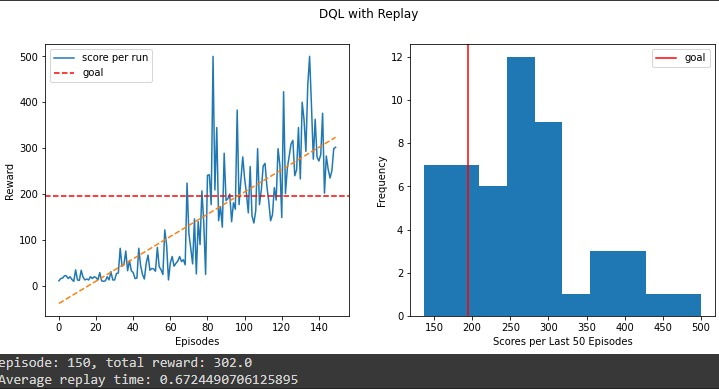 DQL with Replay
500
400
300
200
100
0
Reward
score per run
goal
0 20 40 60 80 100 120 140
Episodes
12
10
8
6
4
2
0
Frequency
goal
150 200 250 300 350 400 450 500
Scores per Last 50 Episodes
episode: 150, total reward: 302.0
Average replay time: 0.6724490706125895